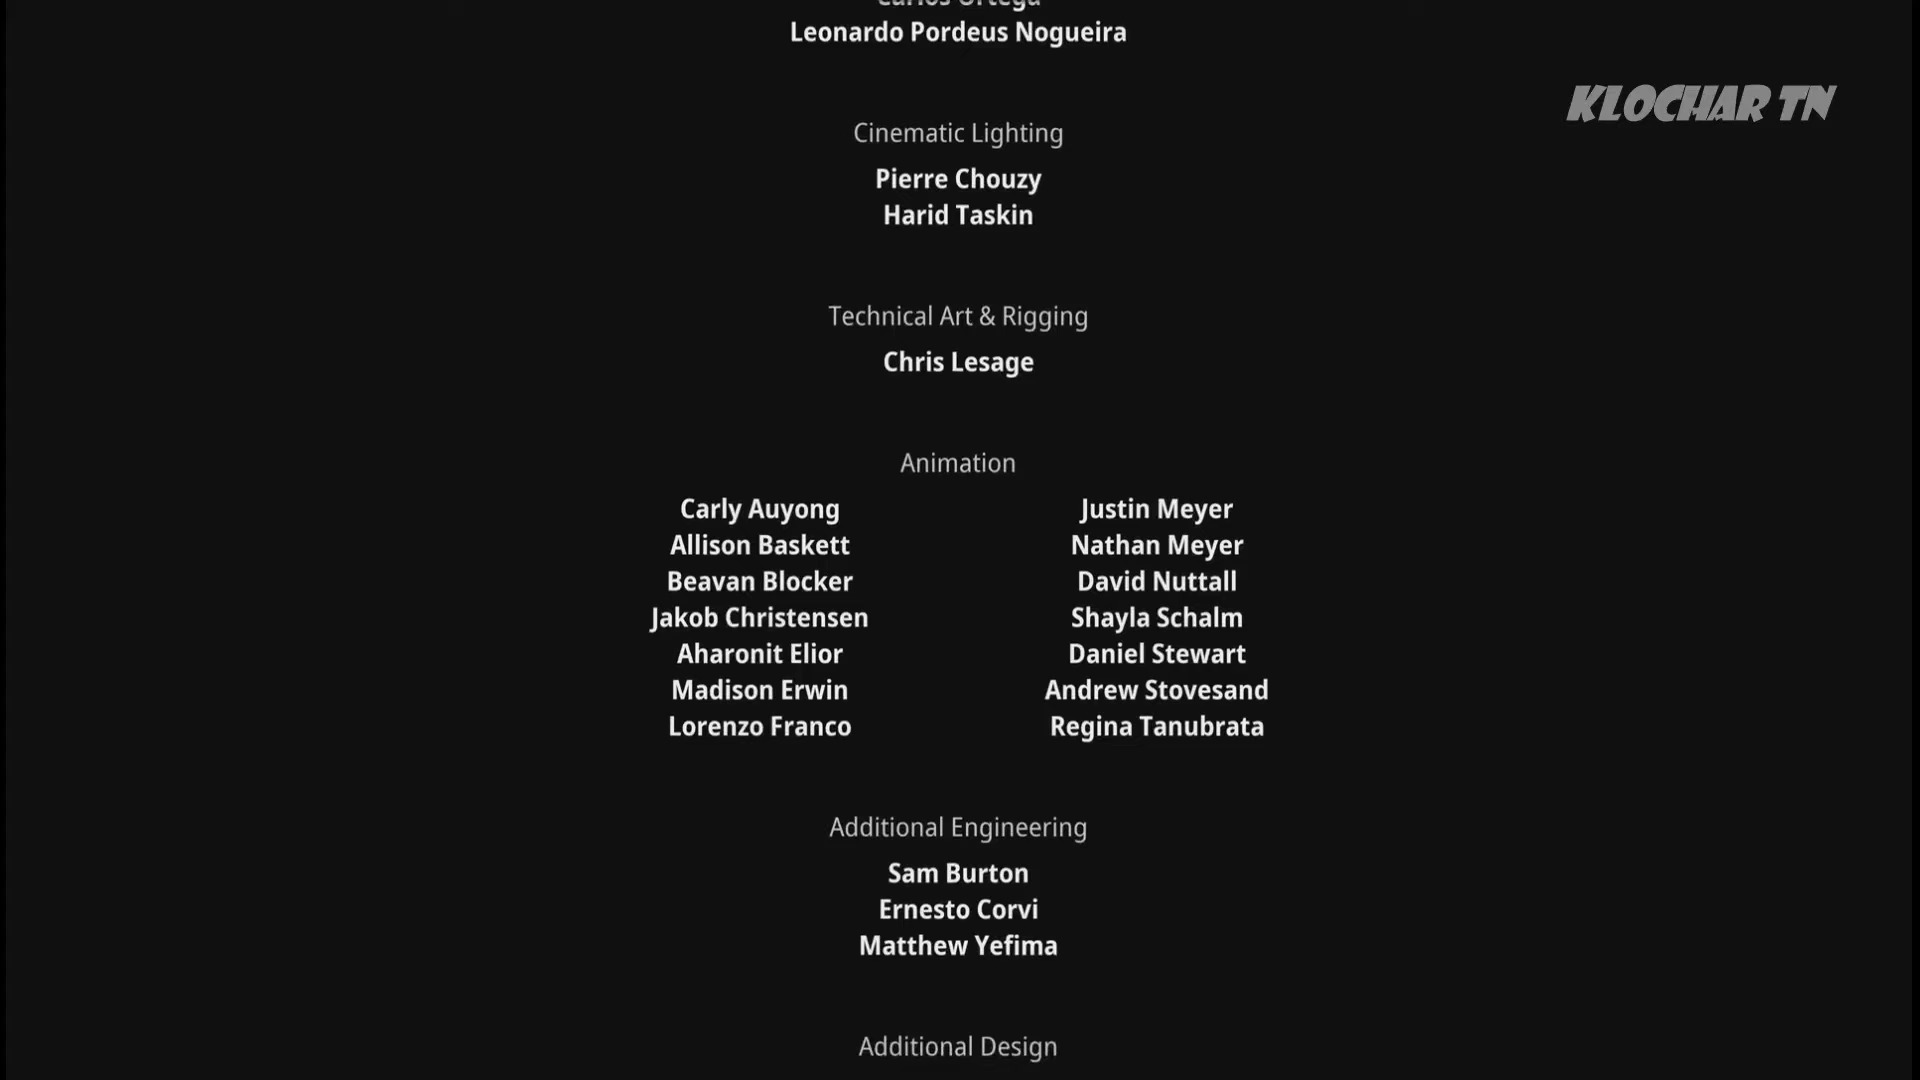 Carlos Ortega
Leonardo Pordeus Nogueira
KLOCHAR TN
Cinematic Lighting
Pierre Chouzy
Harid Taskin
Technical Art & Rigging
Chris Lesage
Animation
Carly Auyong
Allison Baskett
Beavan Blocker
Jakob Christensen
Aharonit Elior
Madison Erwin
Lorenzo Franco
Justin Meyer
Nathan Meyer
David Nuttall
Shayla Schalm
Daniel Stewart
Andrew Stovesand
Regina Tanubrata
Additional Engineering
Sam Burton
Ernesto Corvi
Matthew Yefima
Additional Design